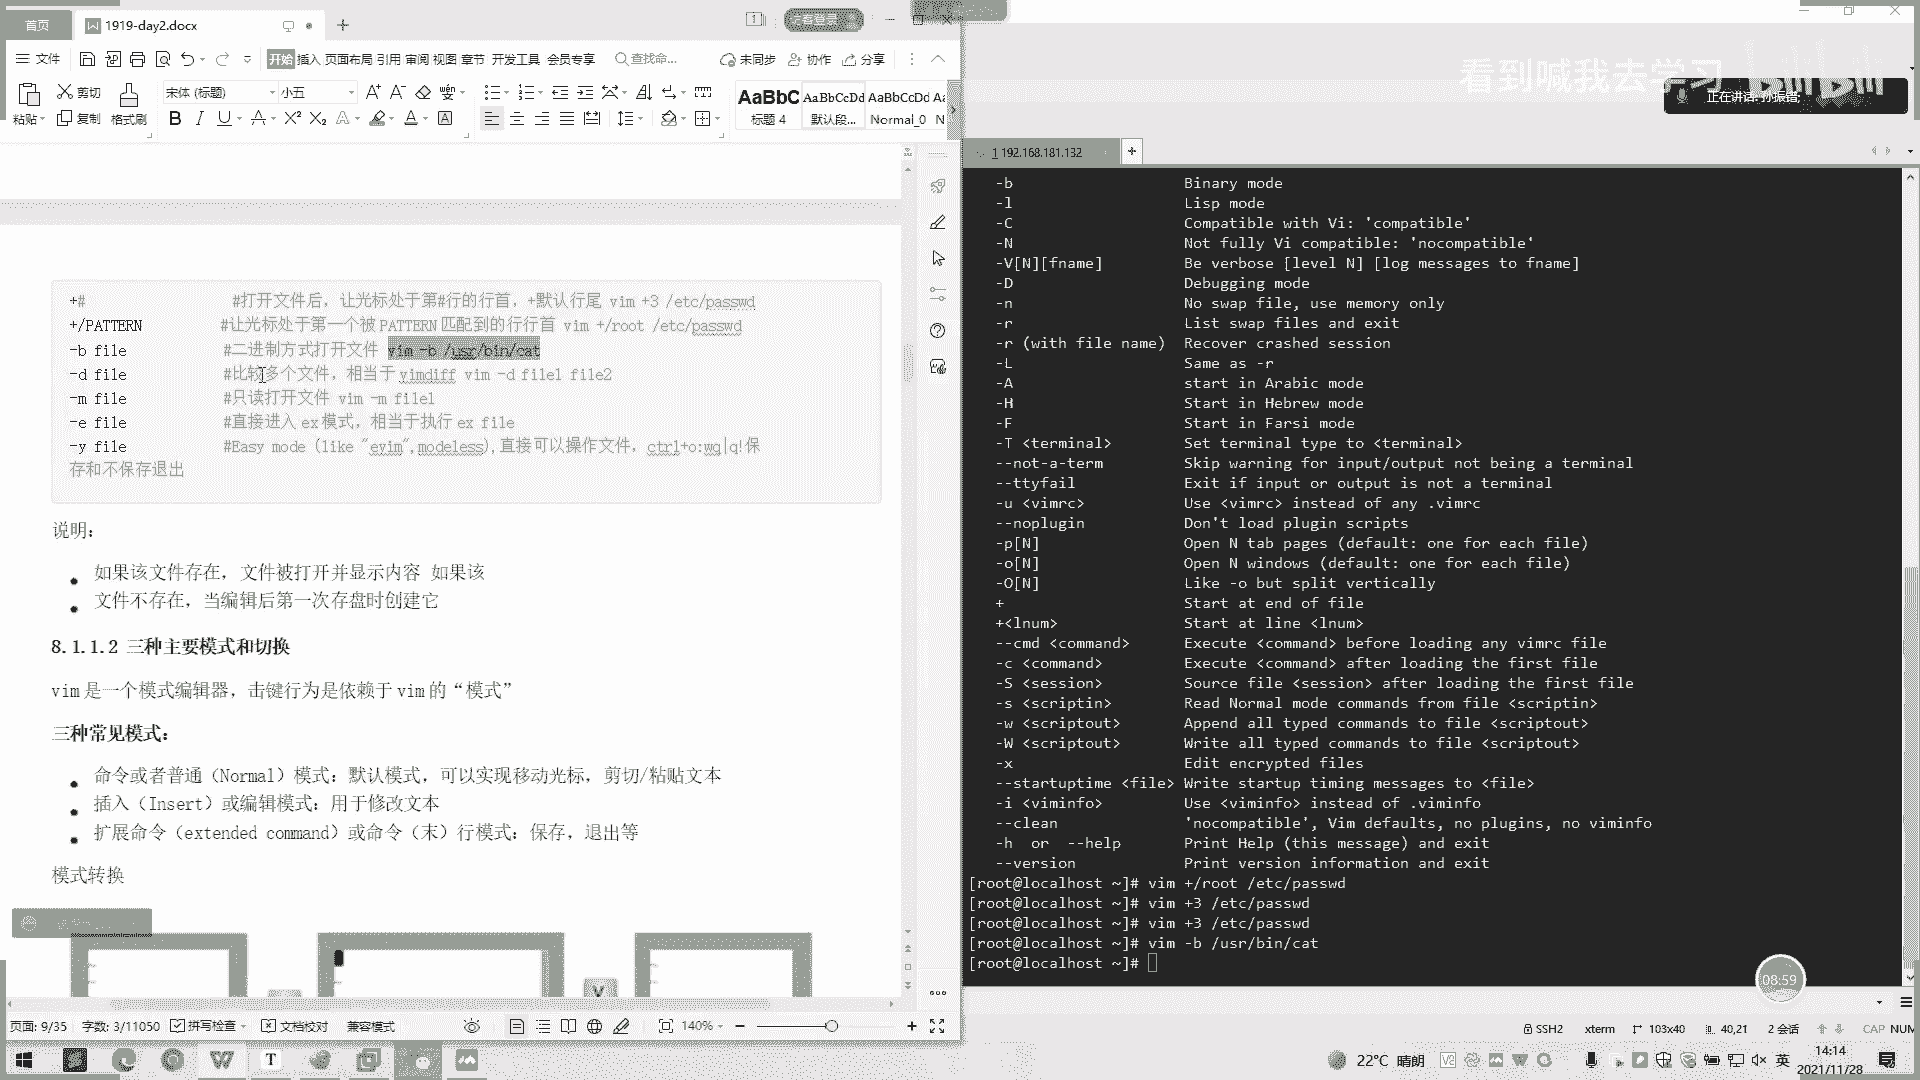 首页
1919-day2.docx
文件
开始 插入 页面布局 引用 审阅 视图 章节 开发工具 会员专享
查找命...
未同步
协作
分享
粘贴
剪切
复制
格式刷
宋体 (标题)
小五
AaBbC
AaBbCcDd
AaBbCcDd
标题 4
默认段...
Normal_0
+# #打开文件后，让光标处于第#行的行首，+默认行尾 vim +3 /etc/passwd
+/PATTERN #让光标处于第一个被PATTERN匹配到的行行首 vim +/root /etc/passwd
-b file #二进制方式打开文件 vim -b /usr/bin/cat
-d file #比较多个文件，相当于vimdiff vim -d file1 file2
-m file #只读打开文件 vim -m file1
-e file #直接进入ex模式，相当于执行ex file
-y file #Easy mode (like "evim",modeless),直接可以操作文件，ctrl+o:wq|q!保
存和不保存退出
说明：
如果该文件存在，文件被打开并显示内容 如果该
文件不存在，当编辑后第一次存盘时创建它
8.1.1.2 三种主要模式和切换
vim是一个模式编辑器，击键行为是依赖于vim的“模式”
三种常见模式：
命令或者普通（Normal）模式：默认模式，可以实现移动光标，剪切/粘贴文本
插入（Insert）或编辑模式：用于修改文本
扩展命令（extended command）或命令（末）行模式：保存，退出等
模式转换
页面: 9/35
字数: 3/11050
拼写检查
文档校对
兼容模式
140%
看到喊我去学习
bilibili
正在讲话:
1 192.168.181.132
-b Binary mode
-l Lisp mode
-C Compatible with Vi: 'compatible'
-N Not fully Vi compatible: 'nocompatible'
-V[N][fname] Be verbose [level N] [log messages to fname]
-D Debugging mode
-n No swap file, use memory only
-r List swap files and exit
-r (with file name) Recover crashed session
-L Same as -r
-A start in Arabic mode
-H Start in Hebrew mode
-F Start in Farsi mode
-T <terminal> Set terminal type to <terminal>
--not-a-term Skip warning for input/output not being a terminal
--ttyfail Exit if input or output is not a terminal
-u <vimrc> Use <vimrc> instead of any .vimrc
--noplugin Don't load plugin scripts
-p[N] Open N tab pages (default: one for each file)
-o[N] Open N windows (default: one for each file)
-O[N] Like -o but split vertically
+ Start at end of file
+<lnum> Start at line <lnum>
--cmd <command> Execute <command> before loading any vimrc file
-c <command> Execute <command> after loading the first file
-S <session> Source file <session> after loading the first file
-s <scriptin> Read Normal mode commands from file <scriptin>
-w <scriptout> Append all typed commands to file <scriptout>
-W <scriptout> Write all typed commands to file <scriptout>
-x Edit encrypted files
--startuptime <file> Write startup timing messages to <file>
-i <viminfo> Use <viminfo> instead of .viminfo
--clean 'nocompatible', Vim defaults, no plugins, no viminfo
-h or --help Print Help (this message) and exit
--version Print version information and exit
[root@localhost ~]# vim +/root /etc/passwd
[root@localhost ~]# vim +3 /etc/passwd
[root@localhost ~]# vim +3 /etc/passwd
[root@localhost ~]# vim -b /usr/bin/cat
[root@localhost ~]#
08:59
SSH2
xterm
103x40
40,21
2 会话
CAP NUM
22°C 晴朗
英
14:14
2021/11/28